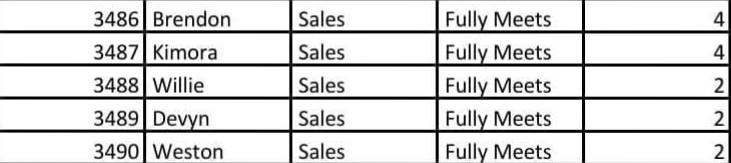 3486 Brendon Sales Fully Meets 4
3487 Kimora Sales Fully Meets 4
3488 Willie Sales Fully Meets 2
3489 Devyn Sales Fully Meets 2
3490 Weston Sales Fully Meets 2